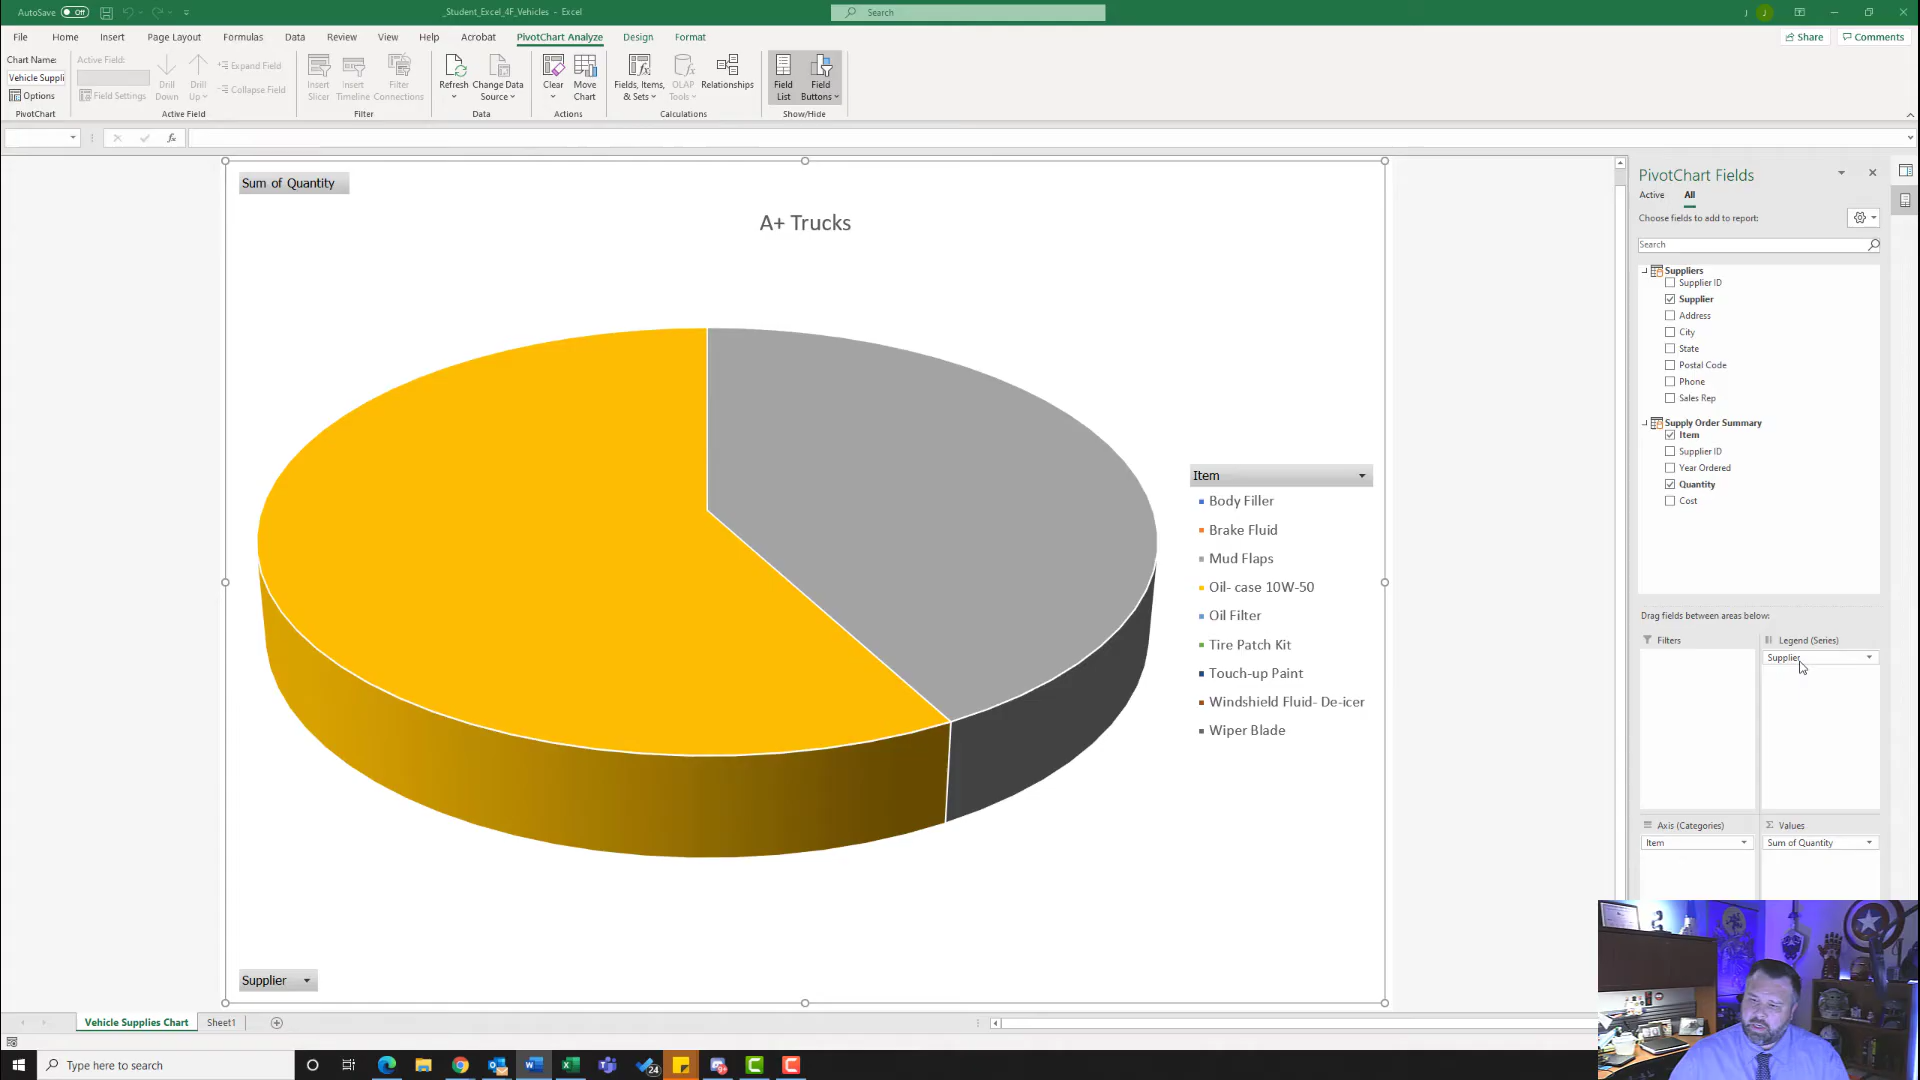 AutoSave Off
_Student_Excel_4F_Vehicles - Excel
Search
J J
File Home Insert Page Layout Formulas Data Review View Help Acrobat PivotChart Analyze Design Format Share Comments
Chart Name:
Vehicle Suppli
Options
PivotChart
Active Field:
Field Settings
Drill Down
Drill Up
Expand Field
Collapse Field
Active Field
Insert Slicer
Insert Timeline
Filter Connections
Filter
Refresh
Change Data Source
Data
Clear
Move Chart
Actions
Fields, Items, & Sets
OLAP Tools
Relationships
Calculations
Field List
Field Buttons
Show/Hide
fx
Sum of Quantity
A+ Trucks
Item
Body Filler
Brake Fluid
Mud Flaps
Oil- case 10W-50
Oil Filter
Tire Patch Kit
Touch-up Paint
Windshield Fluid- De-icer
Wiper Blade
Supplier
PivotChart Fields
Active All
Choose fields to add to report:
Search
Suppliers
Supplier ID
Supplier
Address
City
State
Postal Code
Phone
Sales Rep
Supply Order Summary
Item
Supplier ID
Year Ordered
Quantity
Cost
Drag fields between areas below:
Filters
Legend (Series)
Supplier
Axis (Categories)
Item
Values
Sum of Quantity
Vehicle Supplies Chart Sheet1
Type here to search
24